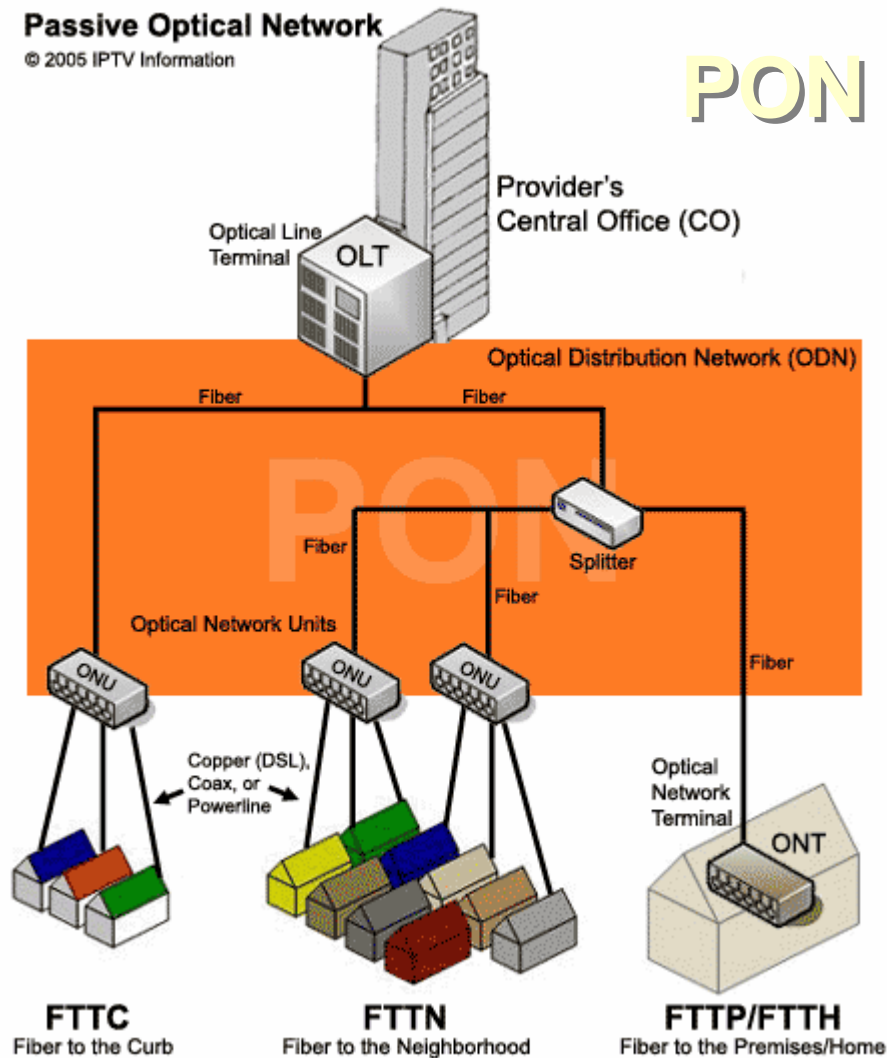 Passive Optical Network
© 2005 IPTV Information
PON
Provider's
Central Office (CO)
Optical Line
Terminal
OLT
Optical Distribution Network (ODN)
Fiber
Fiber
PON
Fiber
Splitter
Fiber
Optical Network Units
Fiber
ONU
ONU
ONU
Copper (DSL),
Coax, or
Powerline
Optical
Network
Terminal
ONT
FTTC
Fiber to the Curb
FTTN
Fiber to the Neighborhood
FTTP/FTTH
Fiber to the Premises/Home